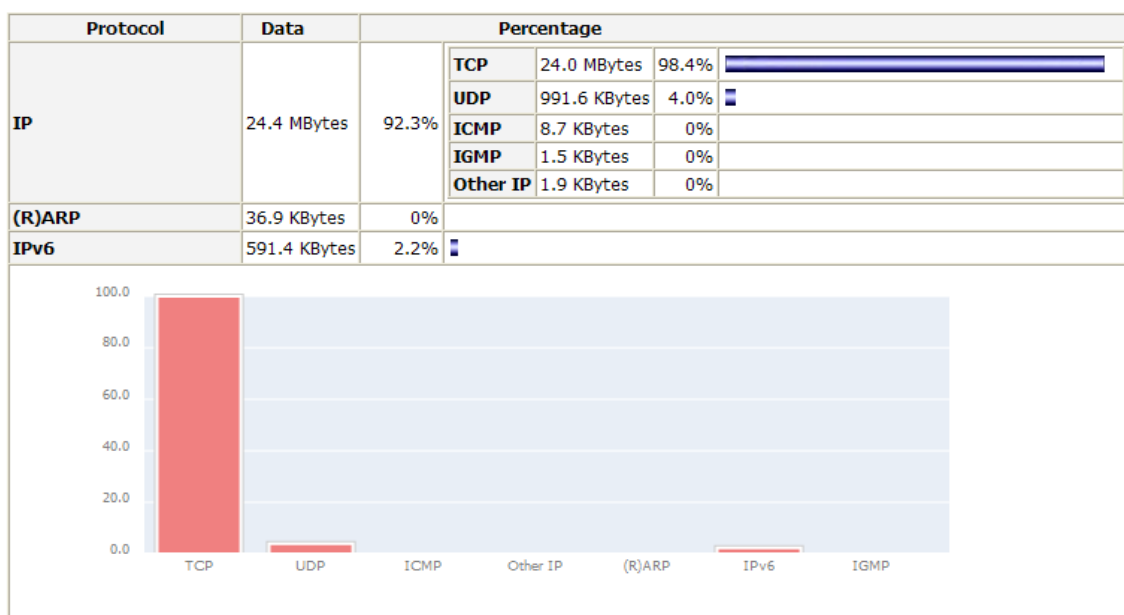 Protocol Data Percentage
TCP 24.0 MBytes 98.4%
UDP 991.6 KBytes 4.0%
IP 24.4 MBytes 92.3% ICMP 8.7 KBytes 0%
IGMP 1.5 KBytes 0%
Other IP 1.9 KBytes 0%
(R)ARP 36.9 KBytes 0%
IPv6 591.4 KBytes 2.2%
100.0
80.0
60.0
40.0
20.0
0.0
TCP UDP ICMP Other IP (R)ARP IPv6 IGMP